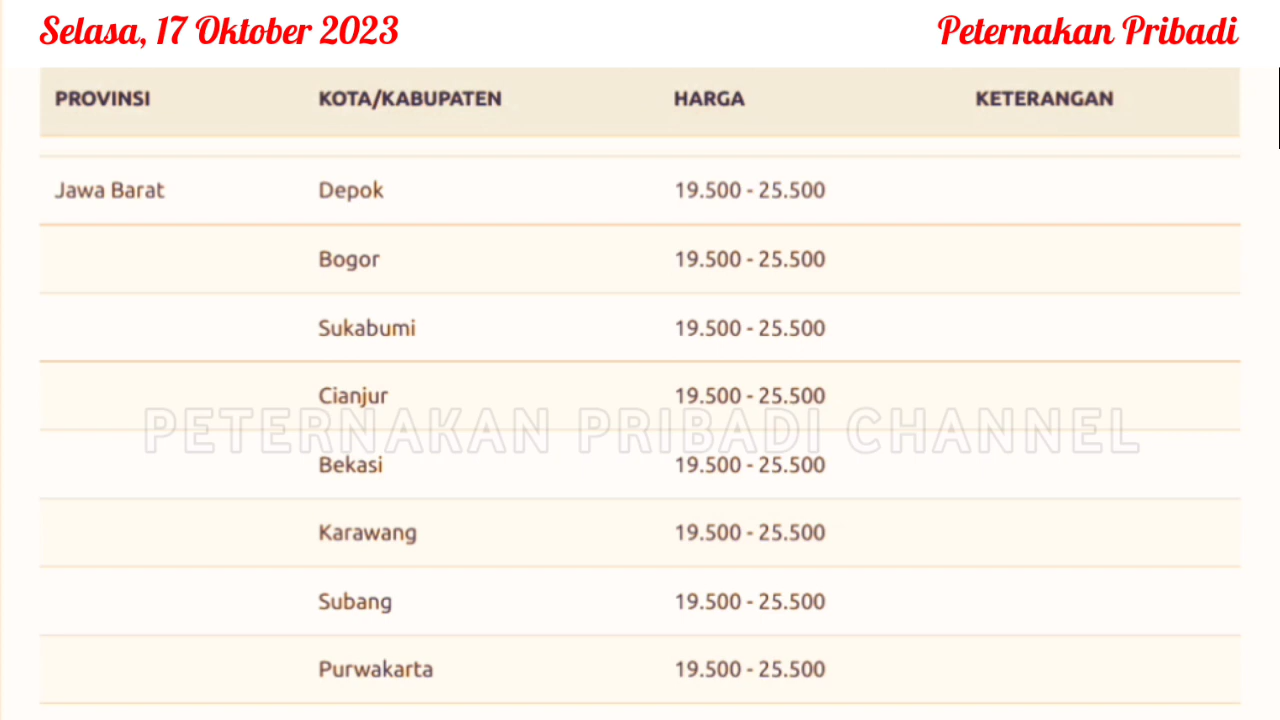 Selasa, 17 Oktober 2023 Peternakan Pribadi
PROVINSI KOTA/KABUPATEN HARGA KETERANGAN
Jawa Barat Depok 19.500 - 25.500
Bogor 19.500 - 25.500
Sukabumi 19.500 - 25.500
Cianjur 19.500 - 25.500
PETERNAKAN PRIBADI CHANNEL
Bekasi 19.500 - 25.500
Karawang 19.500 - 25.500
Subang 19.500 - 25.500
Purwakarta 19.500 - 25.500